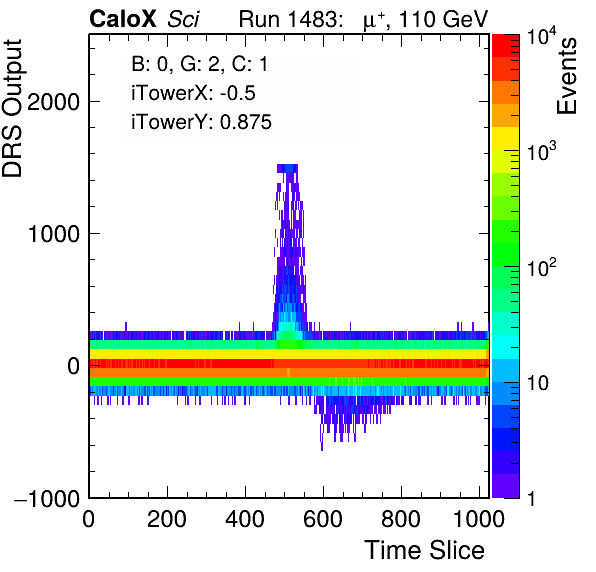 CaloX Sci Run 1483: μ⁺, 110 GeV
B: 0, G: 2, C: 1
iTowerX: -0.5
iTowerY: 0.875
DRS Output
2000
1000
0
−1000
0 200 400 600 800 1000
Time Slice
Events
10⁴
10³
10²
10
1